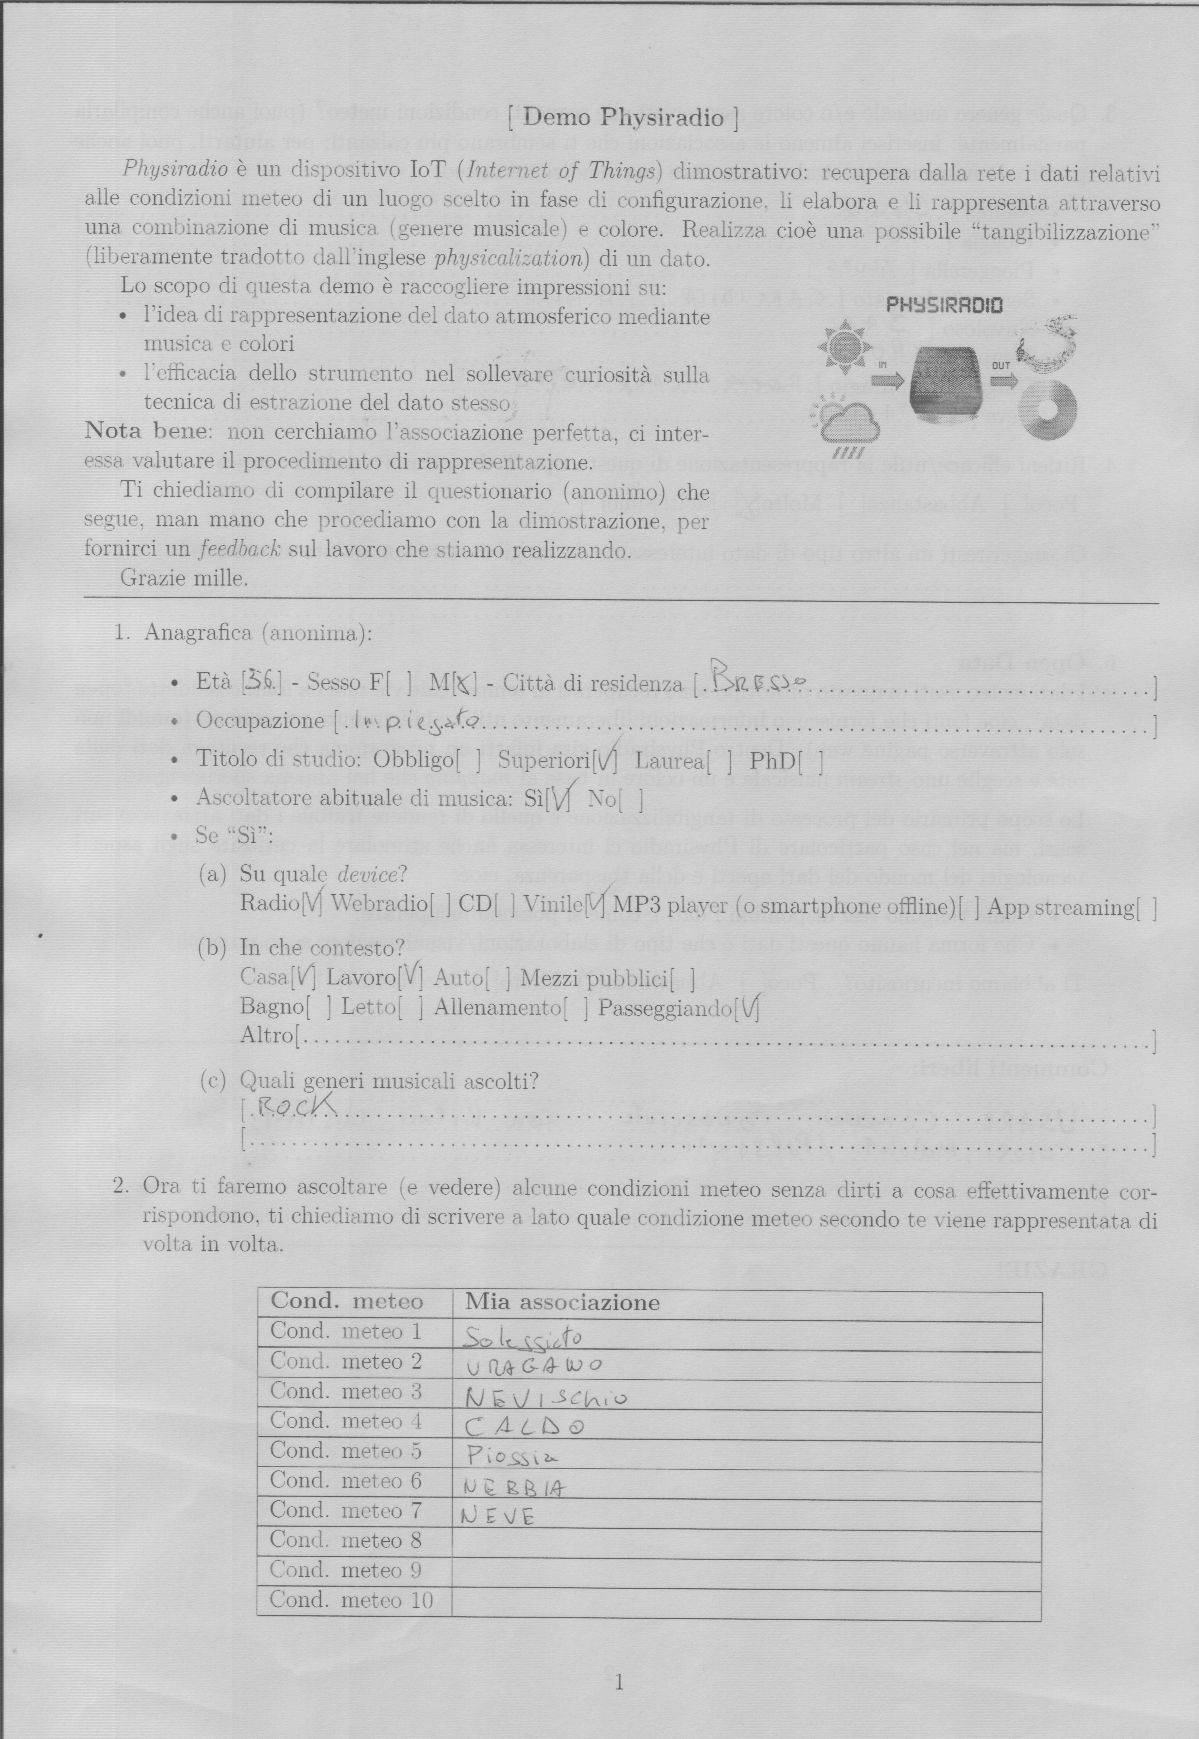 [ Demo Physiradio ]
Physiradio è un dispositivo IoT (Internet of Things) dimostrativo: recupera dalla rete i dati relativi
alle condizioni meteo di un luogo scelto in fase di configurazione, li elabora e li rappresenta attraverso
una combinazione di musica (genere musicale) e colore. Realizza cioè una possibile “tangibilizzazione”
(liberamente tradotto dall'inglese physicalization) di un dato.
Lo scopo di questa demo è raccogliere impressioni su:
• l'idea di rappresentazione del dato atmosferico mediante
musica e colori
• l'efficacia dello strumento nel sollevare curiosità sulla
tecnica di estrazione del dato stesso
PHYSIRADIO
IN
OUT
Nota bene: non cerchiamo l'associazione perfetta, ci inter-
essa valutare il procedimento di rappresentazione.
Ti chiediamo di compilare il questionario (anonimo) che
segue, man mano che procediamo con la dimostrazione, per
fornirci un feedback sul lavoro che stiamo realizzando.
Grazie mille.
1. Anagrafica (anonima):
• Età [36] - Sesso F[ ] M[X] - Città di residenza [Bresso]
• Occupazione [Impiegato]
• Titolo di studio: Obbligo[ ] Superiori[V] Laurea[ ] PhD[ ]
• Ascoltatore abituale di musica: Sì[V] No[ ]
• Se “Sì”:
(a) Su quale device?
Radio[V] Webradio[ ] CD[ ] Vinile[V] MP3 player (o smartphone offline)[ ] App streaming[ ]
(b) In che contesto?
Casa[V] Lavoro[V] Auto[ ] Mezzi pubblici[ ]
Bagno[ ] Letto[ ] Allenamento[ ] Passeggiando[V]
Altro[ ]
(c) Quali generi musicali ascolti?
[ROCK]
[ ]
2. Ora ti faremo ascoltare (e vedere) alcune condizioni meteo senza dirti a cosa effettivamente cor-
rispondono, ti chiediamo di scrivere a lato quale condizione meteo secondo te viene rappresentata di
volta in volta.
Cond. meteo Mia associazione
Cond. meteo 1 Soleggiato
Cond. meteo 2 URAGANO
Cond. meteo 3 NEVISchio
Cond. meteo 4 CALDO
Cond. meteo 5 Pioggia
Cond. meteo 6 NEBBIA
Cond. meteo 7 NEVE
Cond. meteo 8
Cond. meteo 9
Cond. meteo 10
1